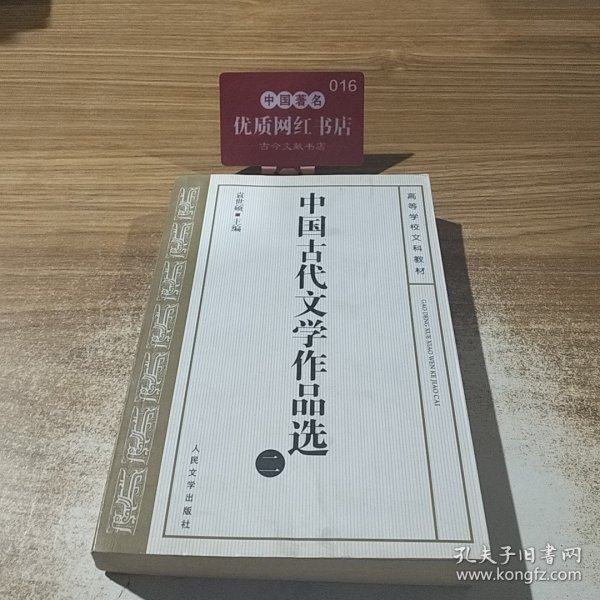 016
中国著名
优质网红书店
古今文献书店
高等学校文科教材
GAO DENG XUE XIAO WEN KE JIAO CAI
袁世硕 主编
中国古代文学作品选
二
人民文学出版社
孔夫子旧书网
www.kongfz.com